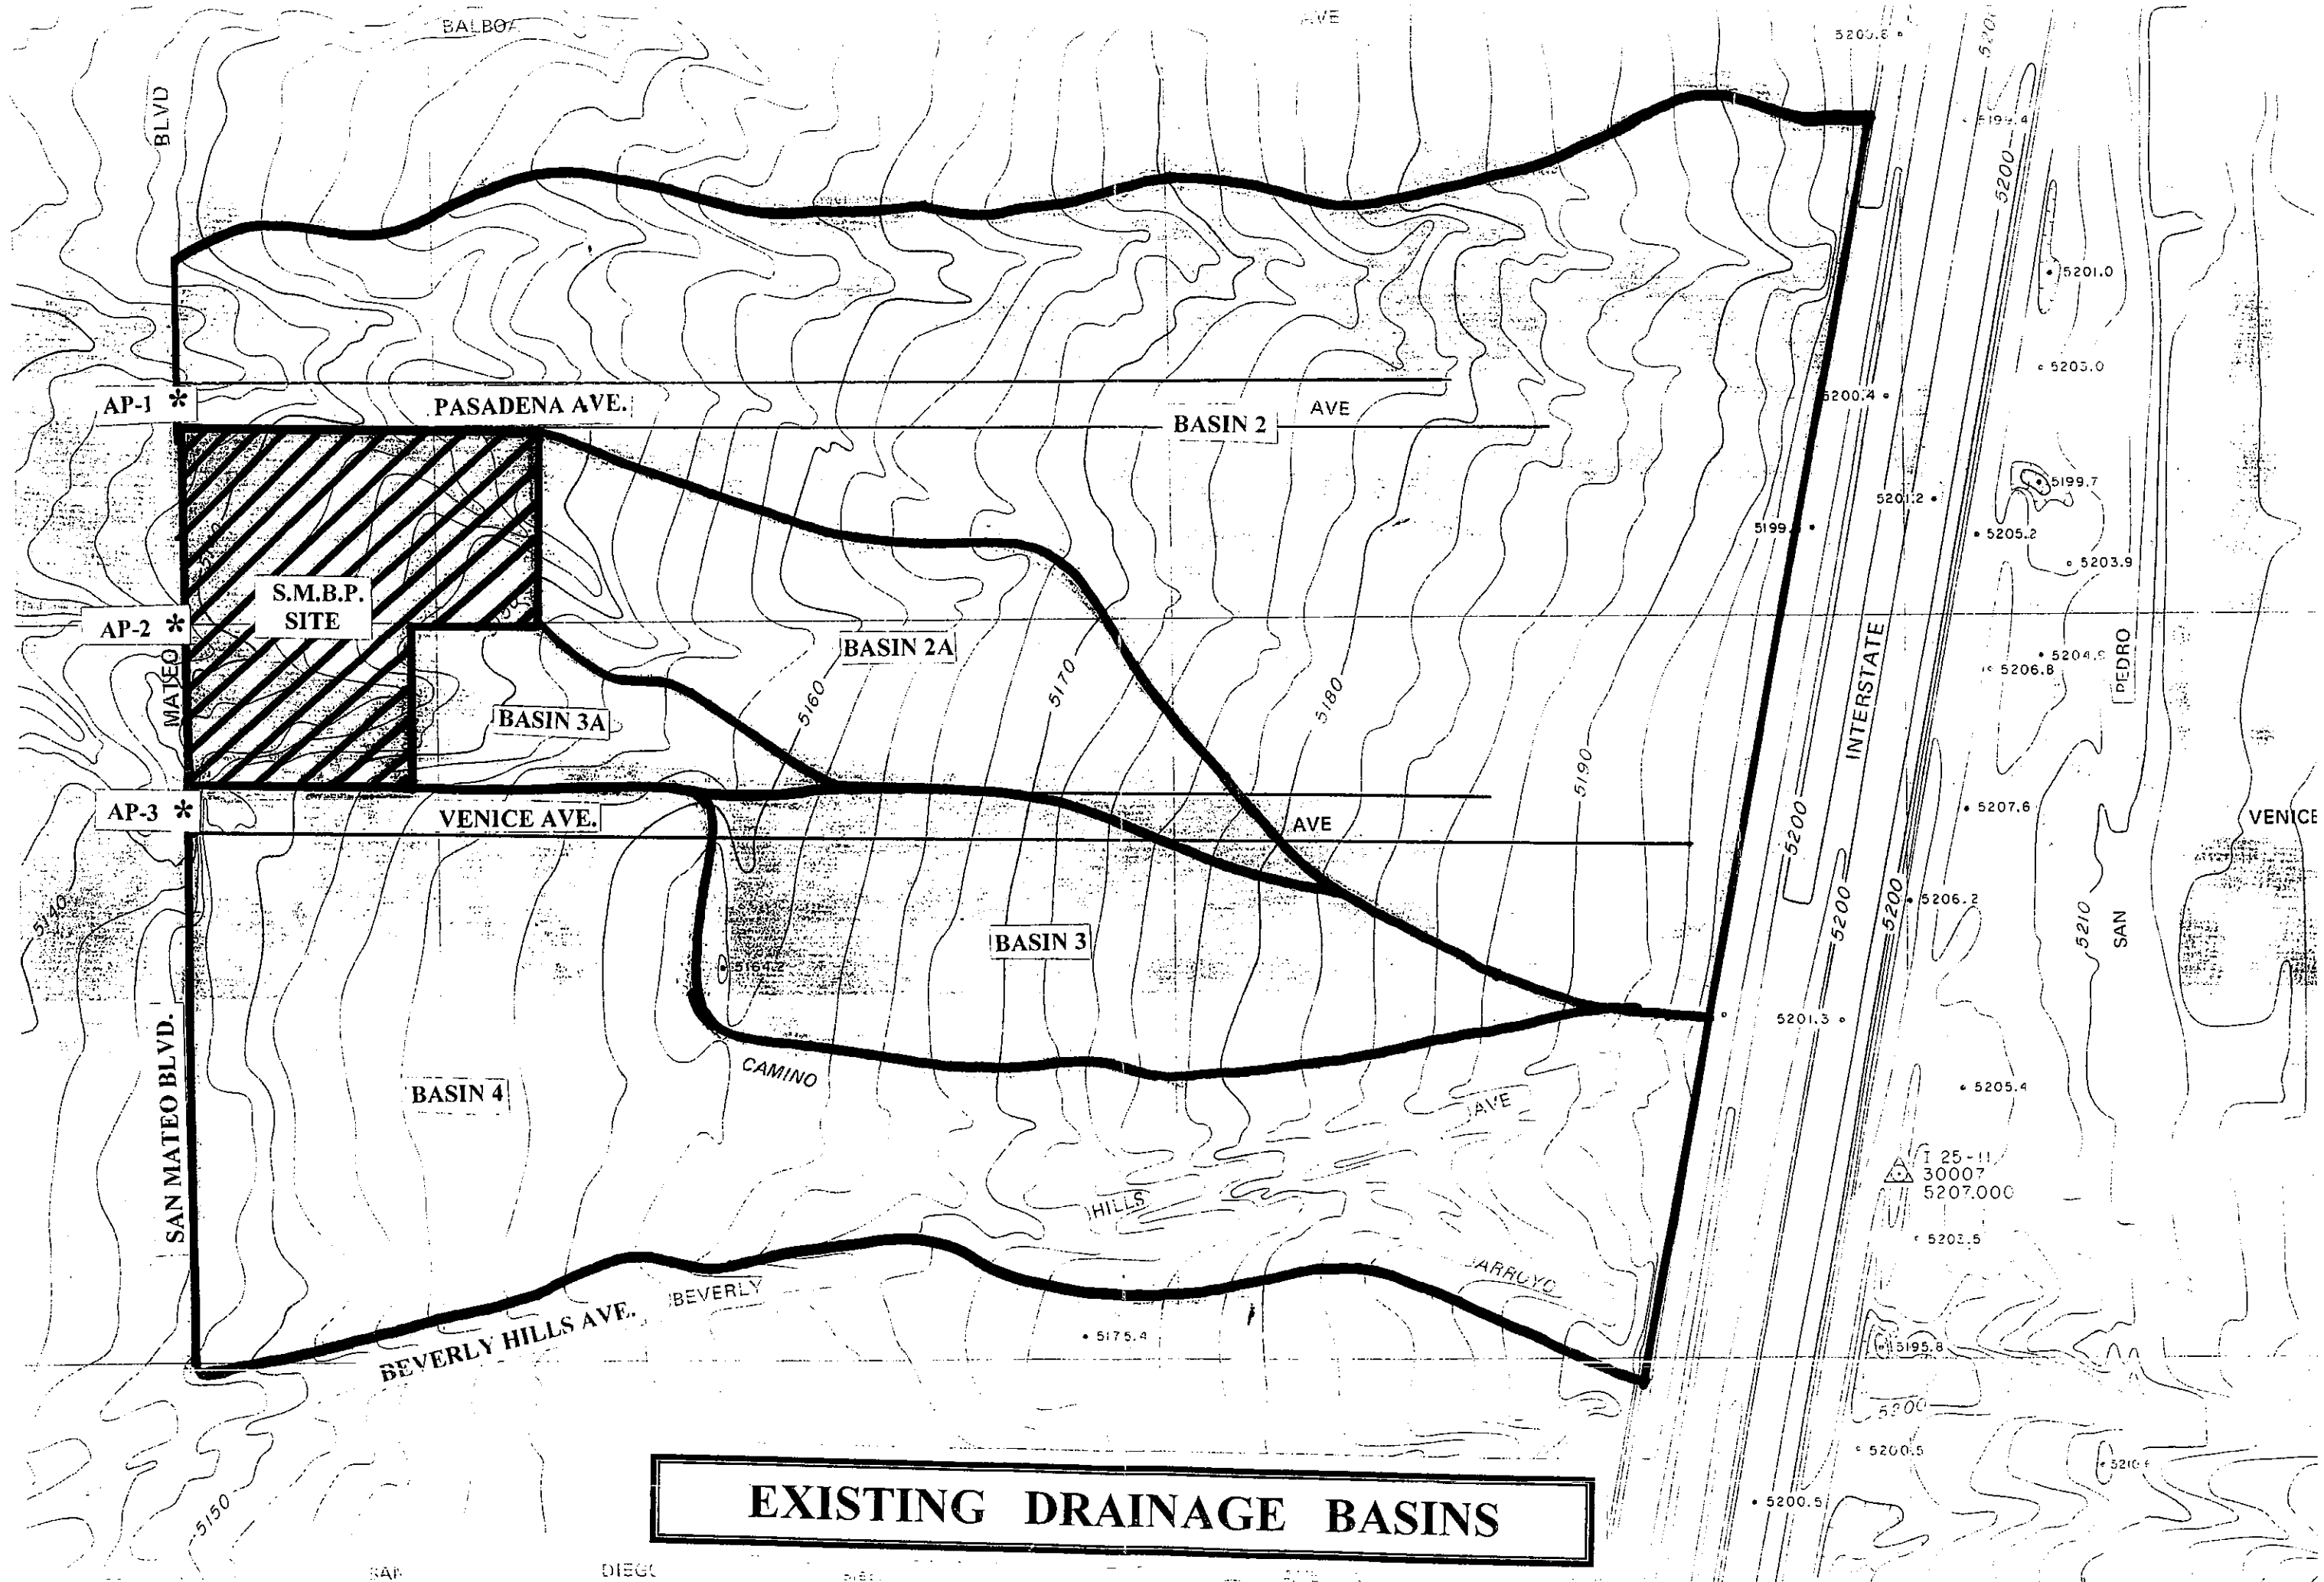 AVE
BLVD
5200
5200
5201.0
5203.0
AP-1 *
PASADENA AVE.
AVE
BASIN 2
5200.4
5199.7
5201.2
5205.2
5203.9
S.M.B.P.
SITE
AP-2 *
MATEO
BASIN 2A
BASIN 3A
5160
5170
5180
5190
INTERSTATE
5206.8
PEDRO
AP-3 *
VENICE AVE.
AVE
5200
5207.6
VENICE
5140
5164.2
BASIN 3
5200
5200
5206.2
5210
SAN
5201.3
CAMINO
SAN MATEO BLVD.
BASIN 4
AVE
5205.4
HILLS
I 25-11
30007
5207.000
5203.5
ARROYO
BEVERLY
BEVERLY HILLS AVE.
5175.4
5195.8
5200
5200.5
5150
5200.5
EXISTING DRAINAGE BASINS
SAN